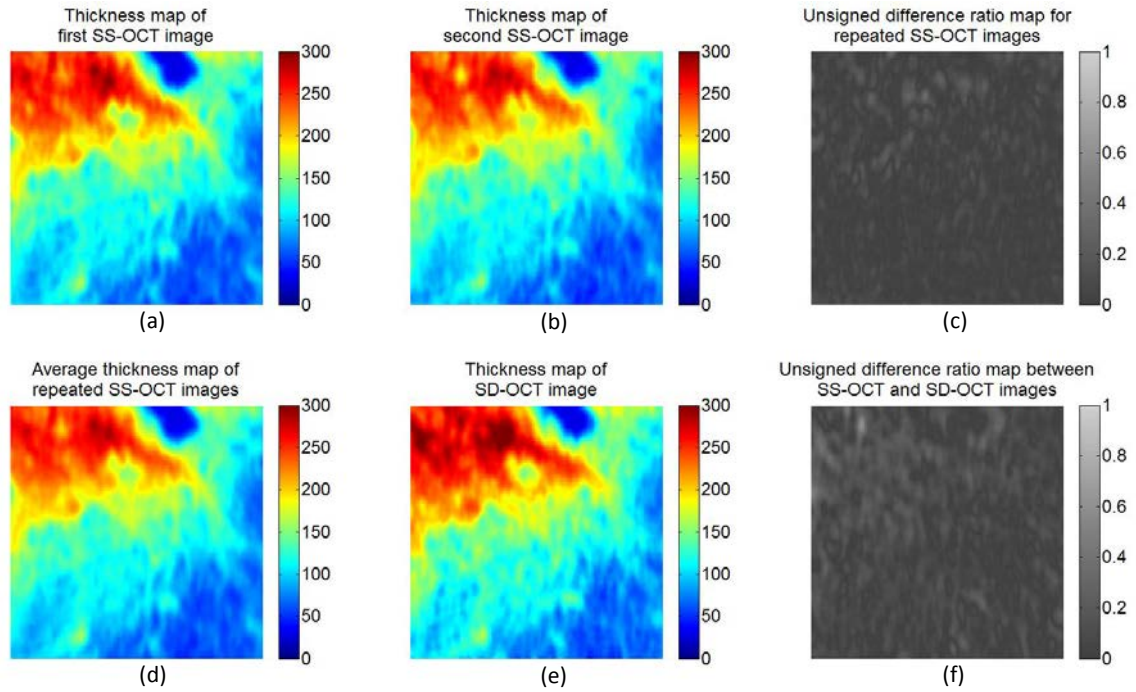 Thickness map of
first SS-OCT image
300
250
200
150
100
50
0
(a)
Thickness map of
second SS-OCT image
300
250
200
150
100
50
0
(b)
Unsigned difference ratio map for
repeated SS-OCT images
1
0.8
0.6
0.4
0.2
0
(c)
Average thickness map of
repeated SS-OCT images
300
250
200
150
100
50
0
(d)
Thickness map of
SD-OCT image
300
250
200
150
100
50
0
(e)
Unsigned difference ratio map between
SS-OCT and SD-OCT images
1
0.8
0.6
0.4
0.2
0
(f)